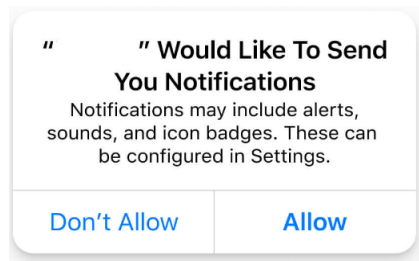 “ ” Would Like To Send
You Notifications
Notifications may include alerts,
sounds, and icon badges. These can
be configured in Settings.
Don’t Allow
Allow